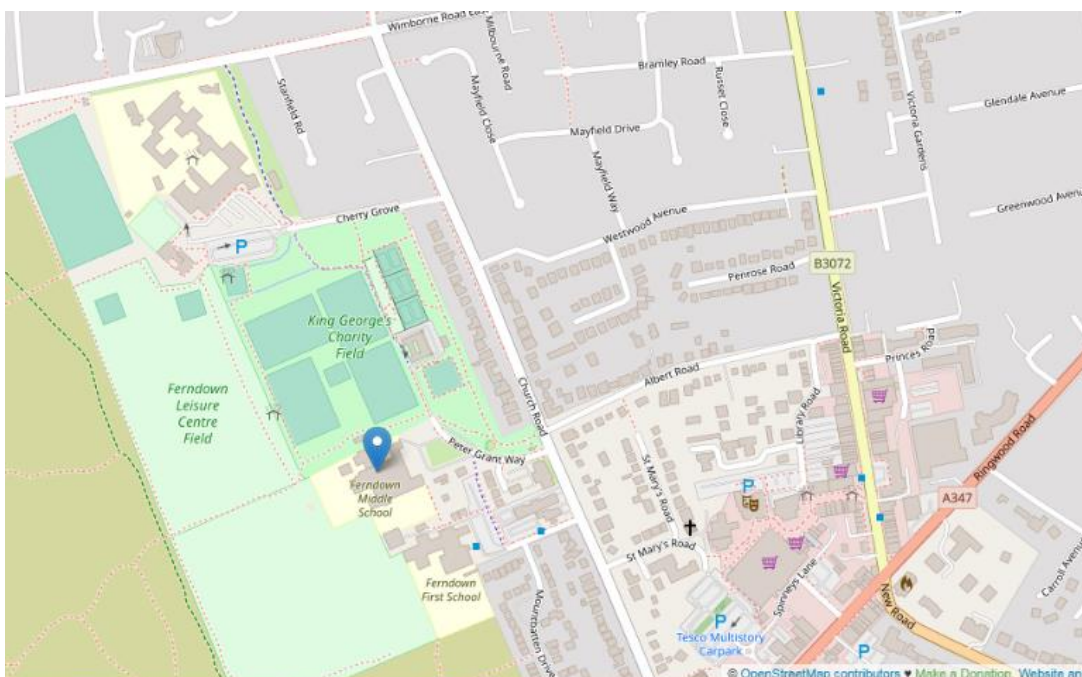 Wimborne Road East
Milbourne Road
Stanfield Rd
Mayfield Close
Bramley Road
Russet Close
Mayfield Drive
Mayfield Way
Victoria Gardens
Glendale Avenue
Greenwood Avenue
Westwood Avenue
Cherry Grove
P
B3072
Penrose Road
Victoria Road
King George's
Charity
Field
Princes Road
Albert Road
Ferndown
Leisure
Centre
Field
Church Road
Library Road
Ringwood Road
Peter Grant Way
Ferndown
Middle
School
St Mary's Road
P
A347
St Mary's Road
Ferndown
First School
Spinneys Lane
New Road
Carroll Avenue
Mountbatten Drive
P
Tesco Multistory
Carpark
P
© OpenStreetMap contributors ♥ Make a Donation. Website an